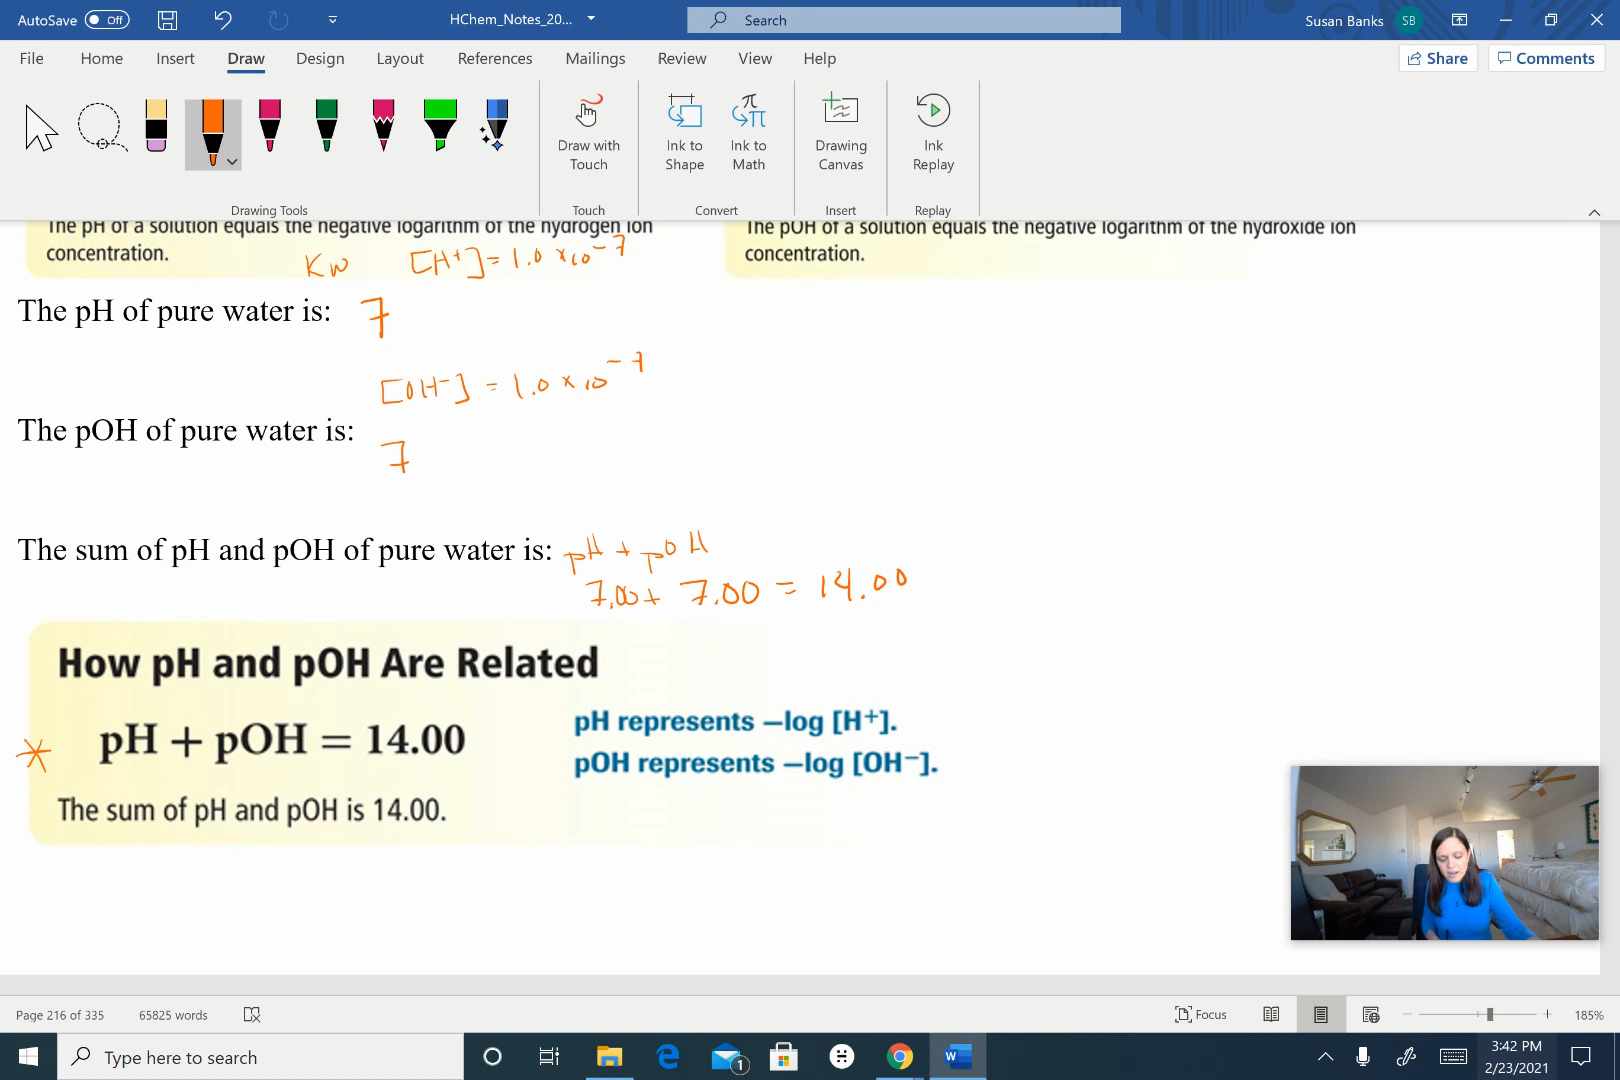 AutoSave Off
HChem_Notes_20...
Search
Susan Banks SB
File Home Insert Draw Design Layout References Mailings Review View Help
Share Comments
Draw with Touch
Ink to Shape
Ink to Math
Drawing Canvas
Ink Replay
Drawing Tools Touch Convert Insert Replay
The pH of a solution equals the negative logarithm of the hydrogen ion
concentration.
The pOH of a solution equals the negative logarithm of the hydroxide ion
concentration.
Kw [H+] = 1.0 × 10⁻⁷
The pH of pure water is: 7
[OH⁻] = 1.0 × 10⁻⁷
The pOH of pure water is:
7
The sum of pH and pOH of pure water is: pH + pOH
7.00 + 7.00 = 14.00
How pH and pOH Are Related
* pH + pOH = 14.00
The sum of pH and pOH is 14.00.
pH represents −log [H⁺].
pOH represents −log [OH⁻].
Page 216 of 335 65825 words
Focus
185%
Type here to search
1
3:42 PM
2/23/2021